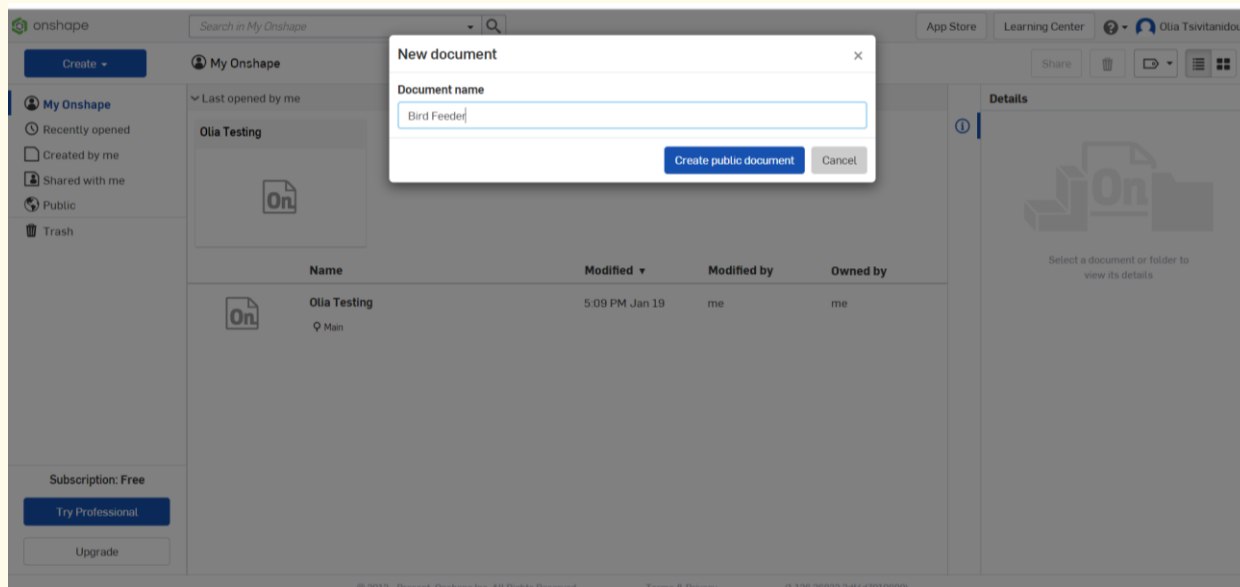 onshape
Search in My Onshape
App Store
Learning Center
Olia Tsivitanidou
Create
My Onshape
Share
New document
Document name
Bird Feeder
Create public document
Cancel
My Onshape
Recently opened
Created by me
Shared with me
Public
Trash
Last opened by me
Olia Testing
On
Details
On
Select a document or folder to
view its details
Name Modified Modified by Owned by
On
Olia Testing 5:09 PM Jan 19 me me
Main
Subscription: Free
Try Professional
Upgrade